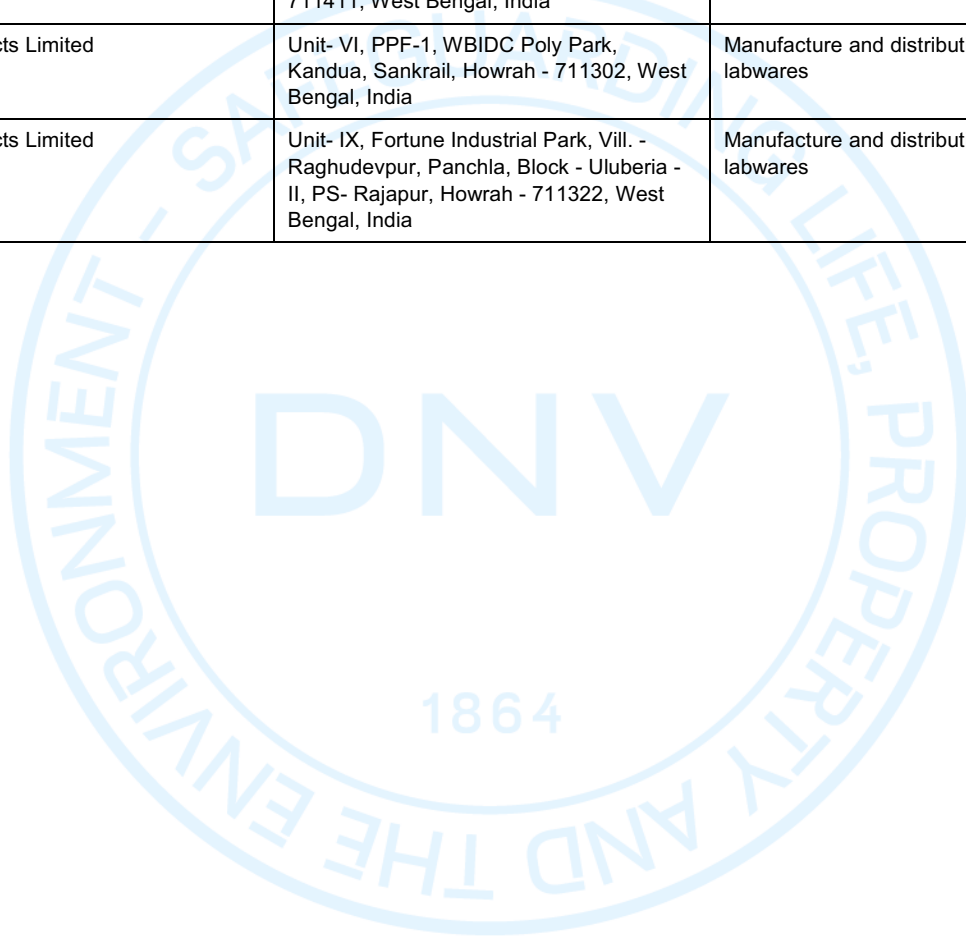 711411, West Bengal, India
cts Limited
Unit- VI, PPF-1, WBIDC Poly Park,
Kandua, Sankrail, Howrah - 711302, West
Bengal, India
Manufacture and distribut
labwares
cts Limited
Unit- IX, Fortune Industrial Park, Vill. -
Raghudevpur, Panchla, Block - Uluberia -
II, PS- Rajapur, Howrah - 711322, West
Bengal, India
Manufacture and distribut
labwares
SAFEGUARDING LIFE, PROPERTY AND THE ENVIRONMENT -
DNV
1864